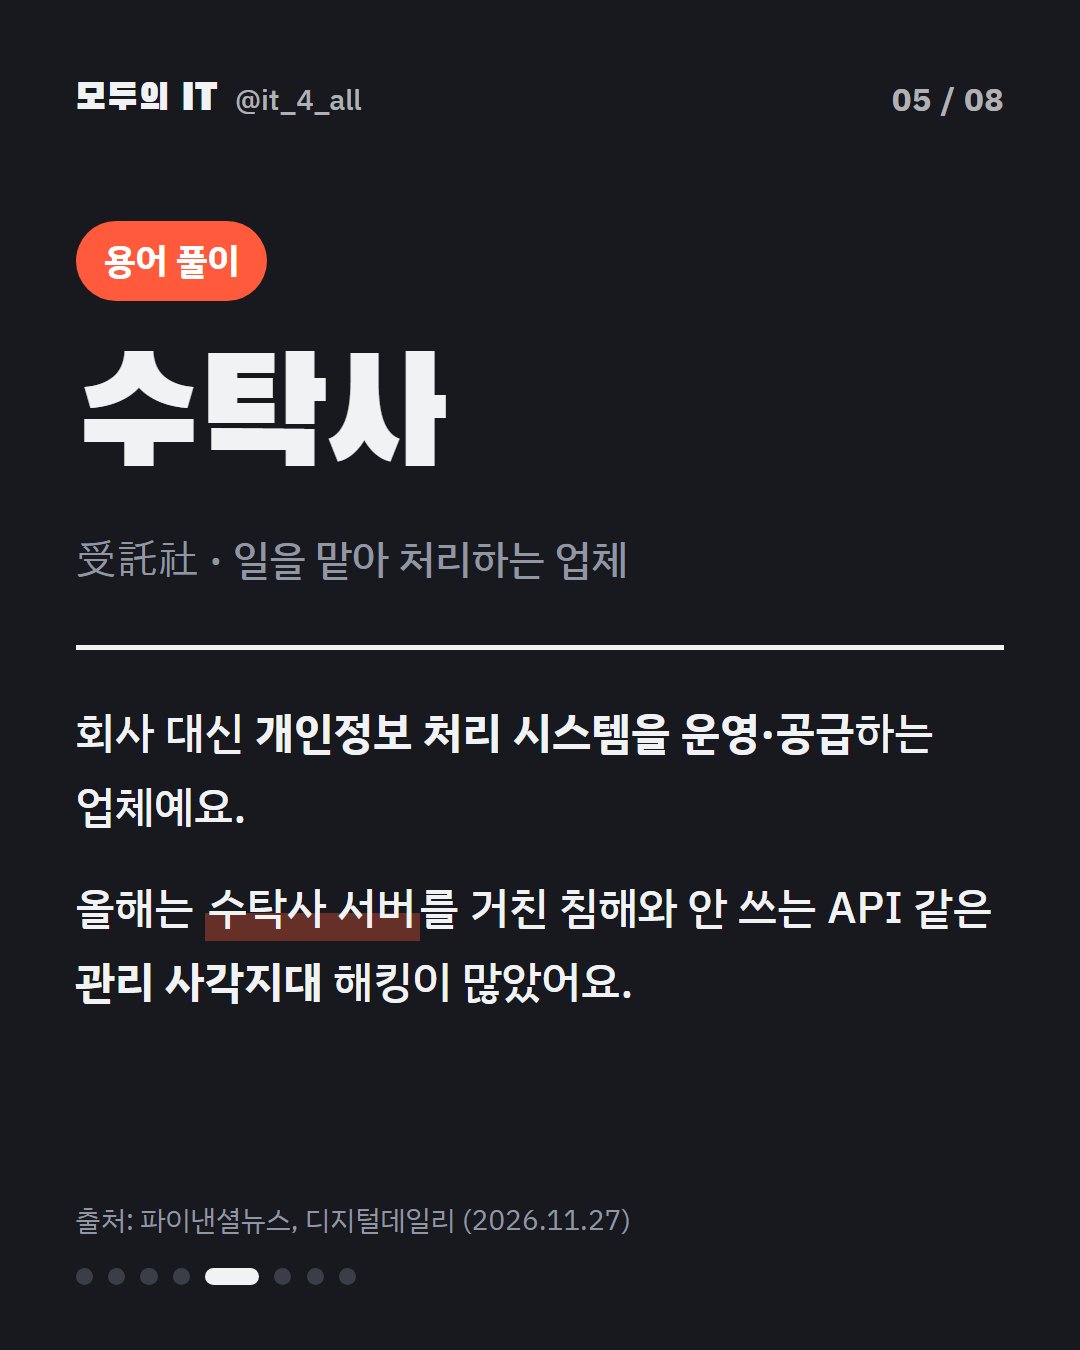 모두의 IT @it_4_all
05 / 08
용어 풀이
수탁사
受託社 · 일을 맡아 처리하는 업체
회사 대신 개인정보 처리 시스템을 운영·공급하는
업체예요.
올해는 수탁사 서버를 거친 침해와 안 쓰는 API 같은
관리 사각지대 해킹이 많았어요.
출처: 파이낸셜뉴스, 디지털데일리 (2026.11.27)